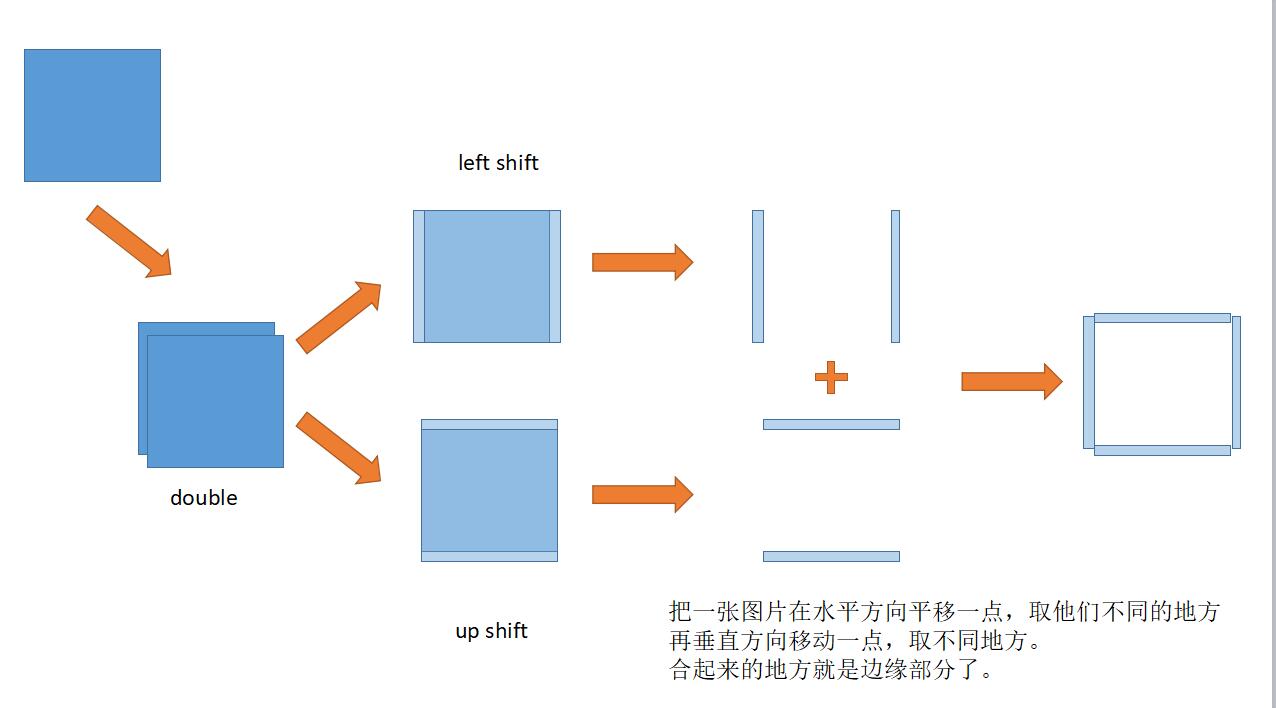 left shift
double
up shift
把一张图片在水平方向平移一点，取他们不同的地方
再垂直方向移动一点，取不同地方。
合起来的地方就是边缘部分了。